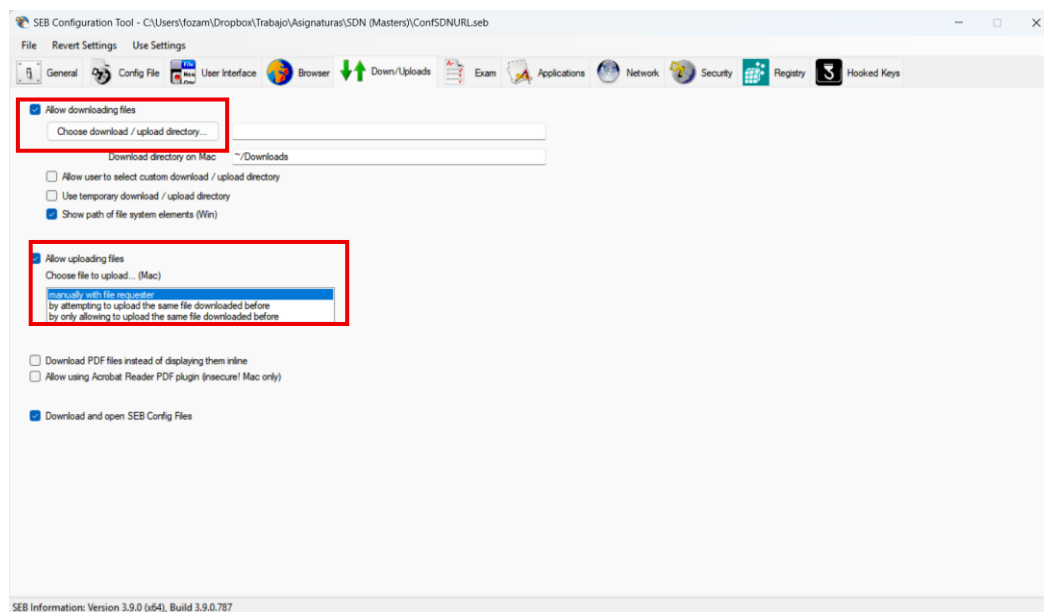 SEB Configuration Tool - C:\Users\fozam\Dropbox\Trabajo\Asignaturas\SDN (Masters)\ConfSDNURL.seb
File Revert Settings Use Settings
General Config File User Interface Browser Down/Uploads Exam Applications Network Security Registry Hooked Keys
Allow downloading files
Choose download / upload directory...
Download directory on Mac ~/Downloads
Allow user to select custom download / upload directory
Use temporary download / upload directory
Show path of file system elements (Win)
Allow uploading files
Choose file to upload... (Mac)
manually with file requester
by attempting to upload the same file downloaded before
by only allowing to upload the same file downloaded before
Download PDF files instead of displaying them inline
Allow using Acrobat Reader PDF plugin (insecure! Mac only)
Download and open SEB Config Files
SEB Information: Version 3.9.0 (x64), Build 3.9.0.787